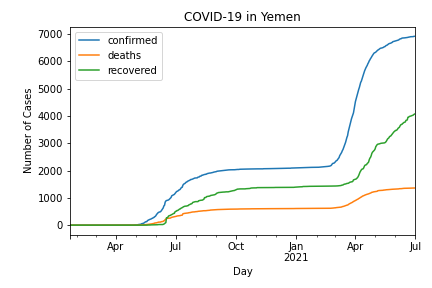 COVID-19 in Yemen
confirmed
deaths
recovered
7000
6000
5000
4000
3000
2000
1000
0
Number of Cases
Apr Jul Oct Jan Apr Jul
2021
Day